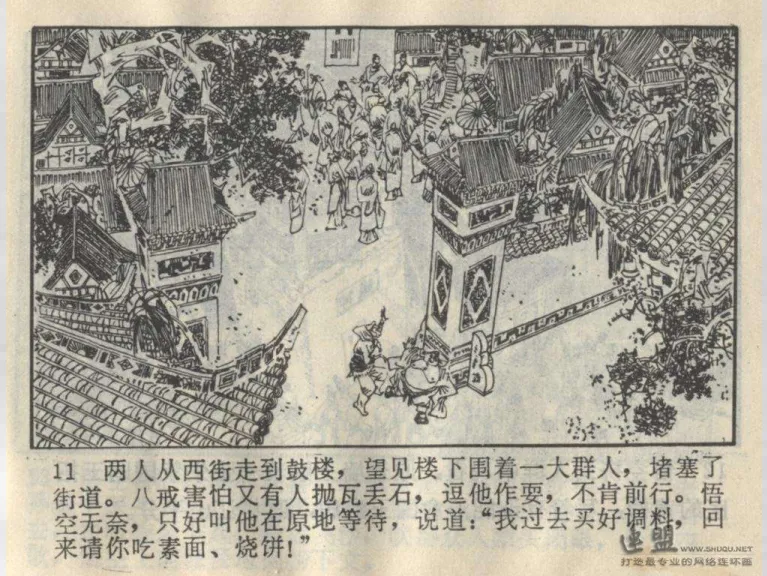 11 两人从西街走到鼓楼，望见楼下围着一大群人，堵塞了
街道。八戒害怕又有人抛瓦丢石，逗他作耍，不肯前行。悟
空无奈，只好叫他在原地等待，说道：“我过去买好调料，回
来请你吃素面、烧饼！”
连盟 WWW.SHUQU.NET
打造最专业的网络连环画